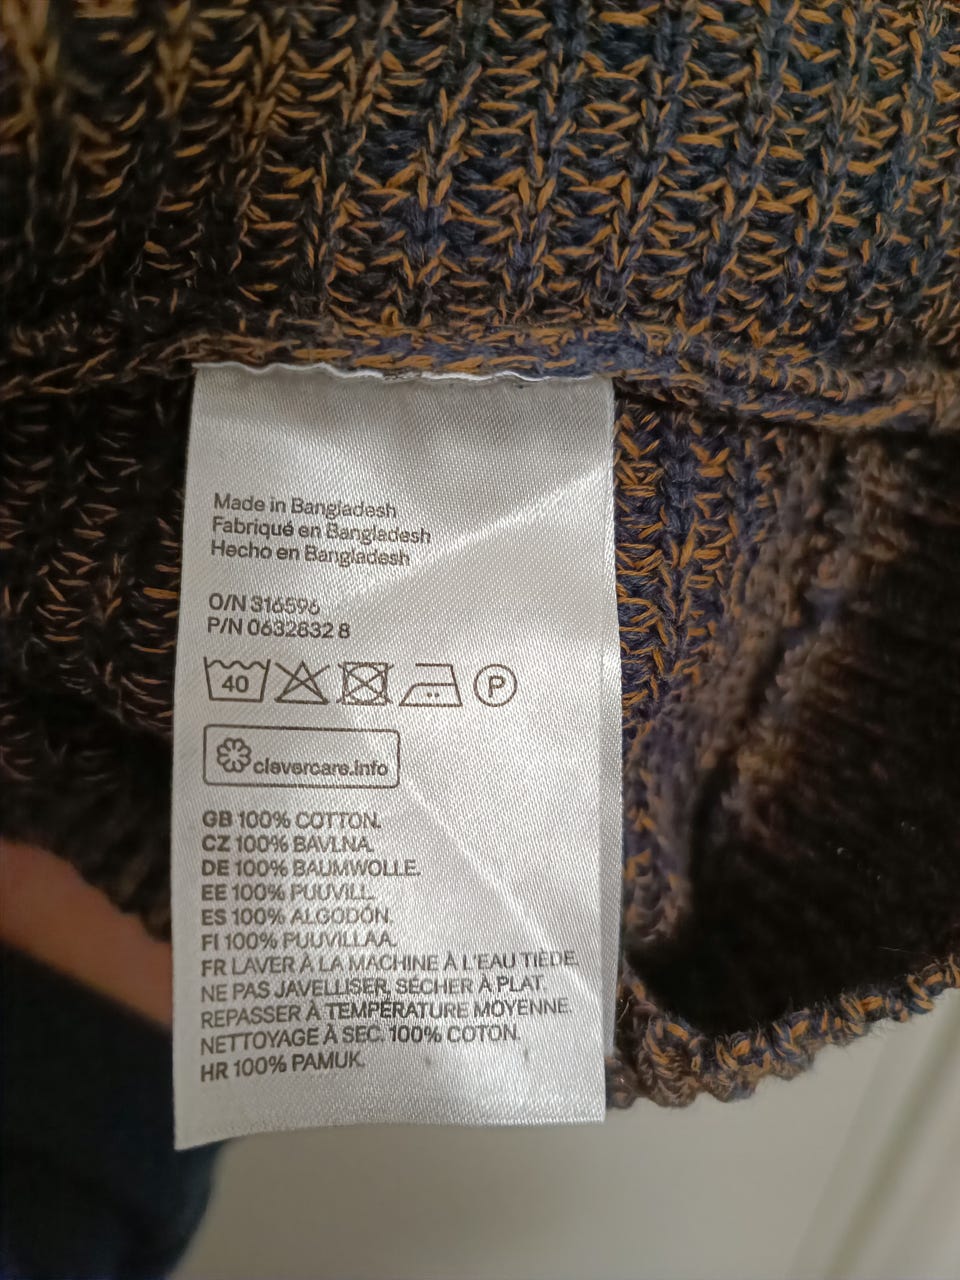 Made in Bangladesh
Fabriqué en Bangladesh
Hecho en Bangladesh
O/N 316596
P/N 0632832 8
40 P
clevercare.info
GB 100% COTTON.
CZ 100% BAVLNA.
DE 100% BAUMWOLLE.
EE 100% PUUVILL.
ES 100% ALGODÓN.
FI 100% PUUVILLAA.
FR LAVER À LA MACHINE À L'EAU TIÈDE.
NE PAS JAVELLISER, SÉCHER À PLAT.
REPASSER À TEMPÉRATURE MOYENNE.
NETTOYAGE À SEC. 100% COTON.
HR 100% PAMUK.